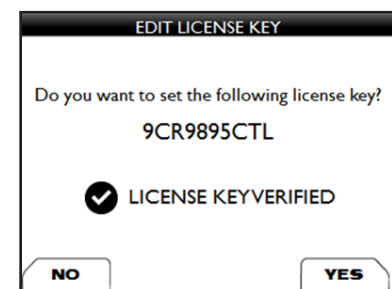 EDIT LICENSE KEY
Do you want to set the following license key?
9CR9895CTL
LICENSE KEYVERIFIED
NO YES